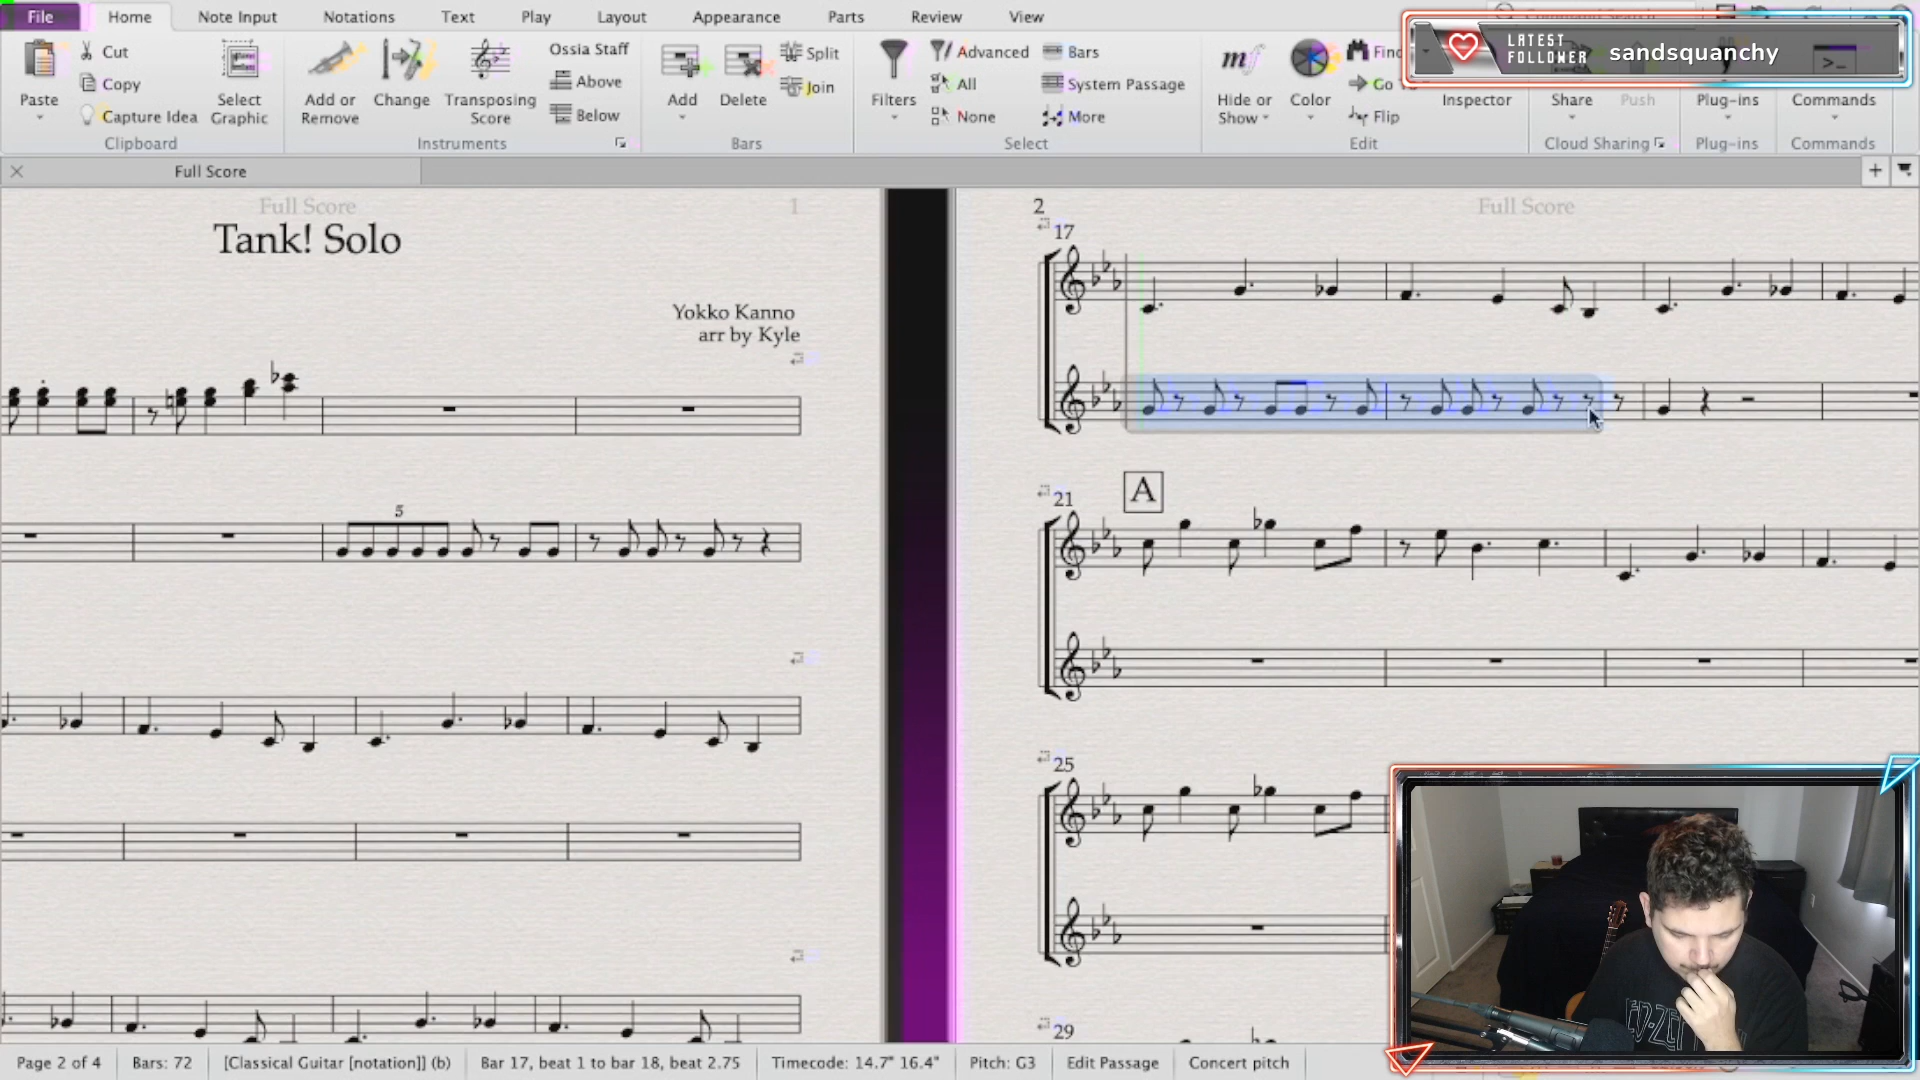 File Home Note Input Notations Text Play Layout Appearance Parts Review View
LATEST FOLLOWER sandsquanchy
Paste Cut Copy Capture Idea Select Graphic
Clipboard
Add or Remove Change Transposing Score Ossia Staff Above Below
Instruments
Add Delete Split Join
Bars
Filters Advanced All None Bars System Passage More
Select
Hide or Show Color Find Go To Flip Inspector
Edit
Share Push
Cloud Sharing
Plug-ins
Plug-ins
Commands
Commands
Full Score
Full Score 1
Tank! Solo
Yokko Kanno
arr by Kyle
5
2 Full Score
17
A
21
25
29
Page 2 of 4 Bars: 72 [Classical Guitar [notation]] (b) Bar 17, beat 1 to bar 18, beat 2.75 Timecode: 14.7" 16.4" Pitch: G3 Edit Passage Concert pitch